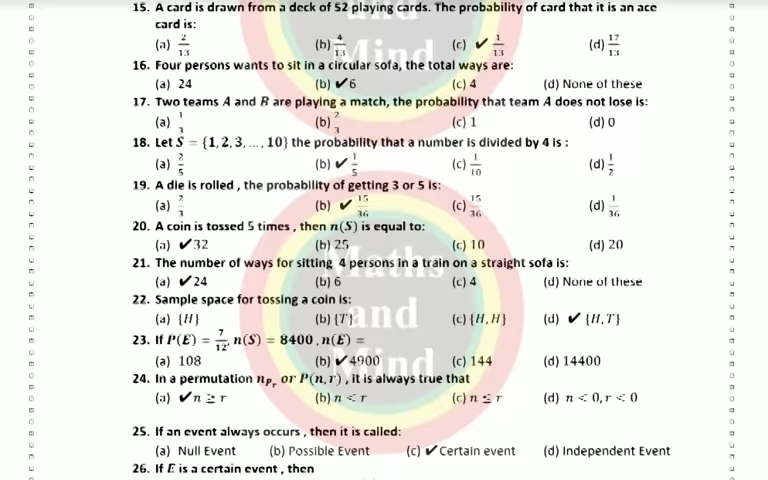 15. A card is drawn from a deck of 52 playing cards. The probability of card that it is an ace
card is:
(a) 2/13 (b) 4/13 (c) ✔ 1/13 (d) 17/13
16. Four persons wants to sit in a circular sofa, the total ways are:
(a) 24 (b) ✔6 (c) 4 (d) None of these
17. Two teams A and B are playing a match, the probability that team A does not lose is:
(a) 1/3 (b) 2/3 (c) 1 (d) 0
18. Let S = {1, 2, 3, ..., 10} the probability that a number is divided by 4 is :
(a) 2/5 (b) ✔ 1/5 (c) 1/10 (d) 1/2
19. A die is rolled , the probability of getting 3 or 5 is:
(a) 2/3 (b) ✔ 15/36 (c) 15/36 (d) 1/36
20. A coin is tossed 5 times , then n(S) is equal to:
(a) ✔32 (b) 25 (c) 10 (d) 20
21. The number of ways for sitting 4 persons in a train on a straight sofa is:
(a) ✔24 (b) 6 (c) 4 (d) None of these
22. Sample space for tossing a coin is:
(a) {H} (b) {T} (c) {H, H} (d) ✔ {H, T}
23. If P(E) = 7/12, n(S) = 8400 , n(E) =
(a) 108 (b) ✔4900 (c) 144 (d) 14400
24. In a permutation nPr or P(n, r) , it is always true that
(a) ✔n ≥ r (b) n < r (c) n ≤ r (d) n < 0, r < 0
25. If an event always occurs , then it is called:
(a) Null Event (b) Possible Event (c) ✔Certain event (d) Independent Event
26. If E is a certain event , then
and
Mind
Maths
and
Mind